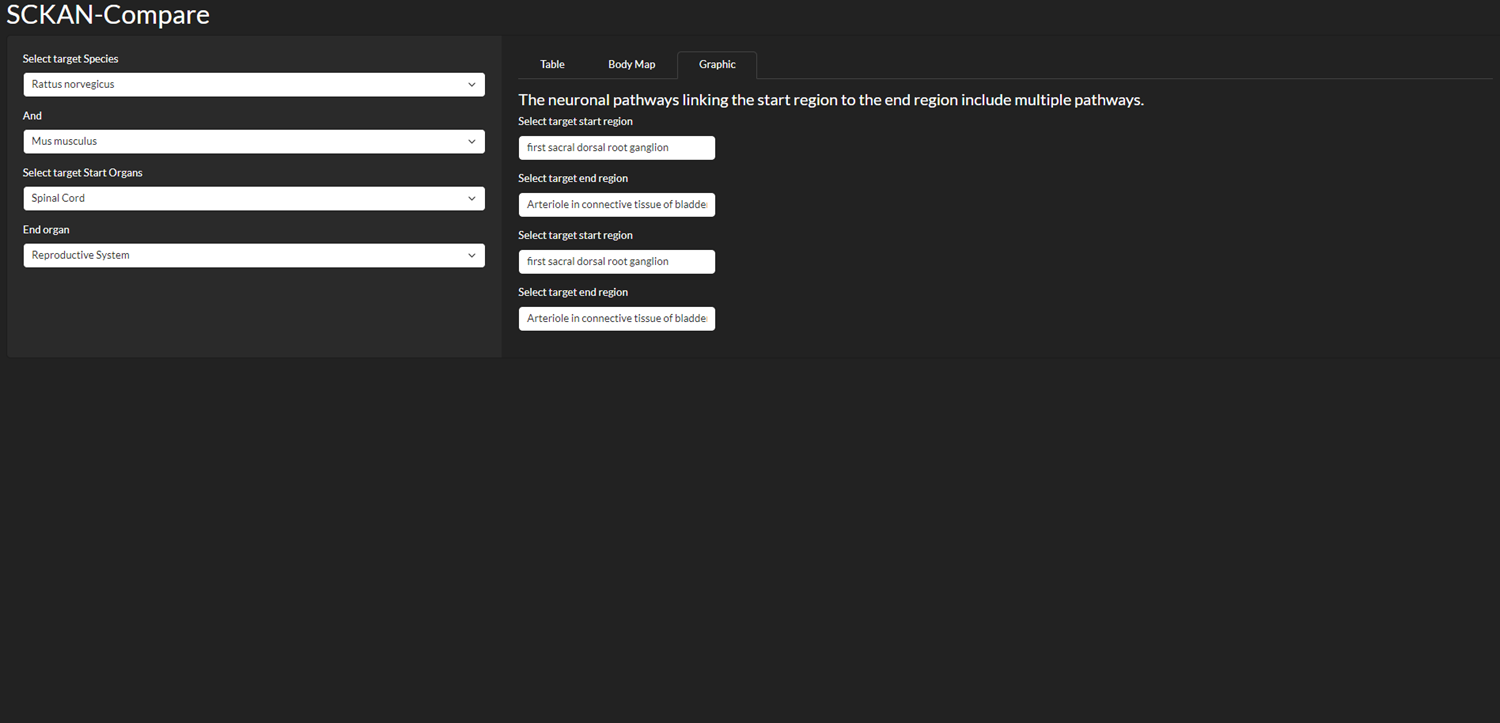 SCKAN-Compare
Select target Species
Rattus norvegicus
And
Mus musculus
Select target Start Organs
Spinal Cord
End organ
Reproductive System
Table
Body Map
Graphic
The neuronal pathways linking the start region to the end region include multiple pathways.
Select target start region
first sacral dorsal root ganglion
Select target end region
Arteriole in connective tissue of bladde
Select target start region
first sacral dorsal root ganglion
Select target end region
Arteriole in connective tissue of bladde